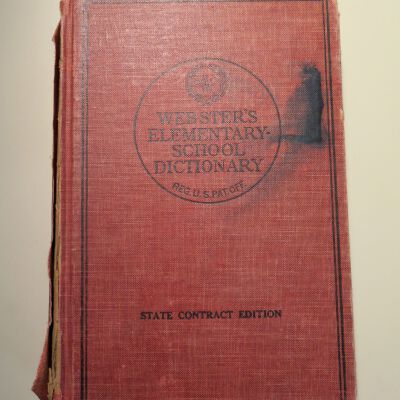 WEBSTER'S
ELEMENTARY-
SCHOOL
DICTIONARY
REG. U.S. PAT. OFF.
STATE CONTRACT EDITION